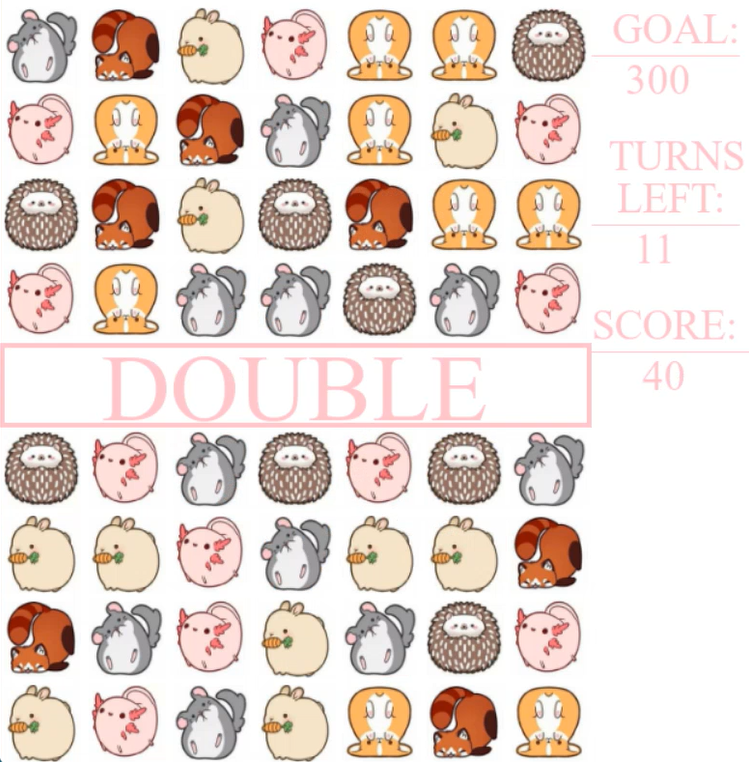 GOAL:
300
TURNS
LEFT:
11
SCORE:
40
DOUBLE